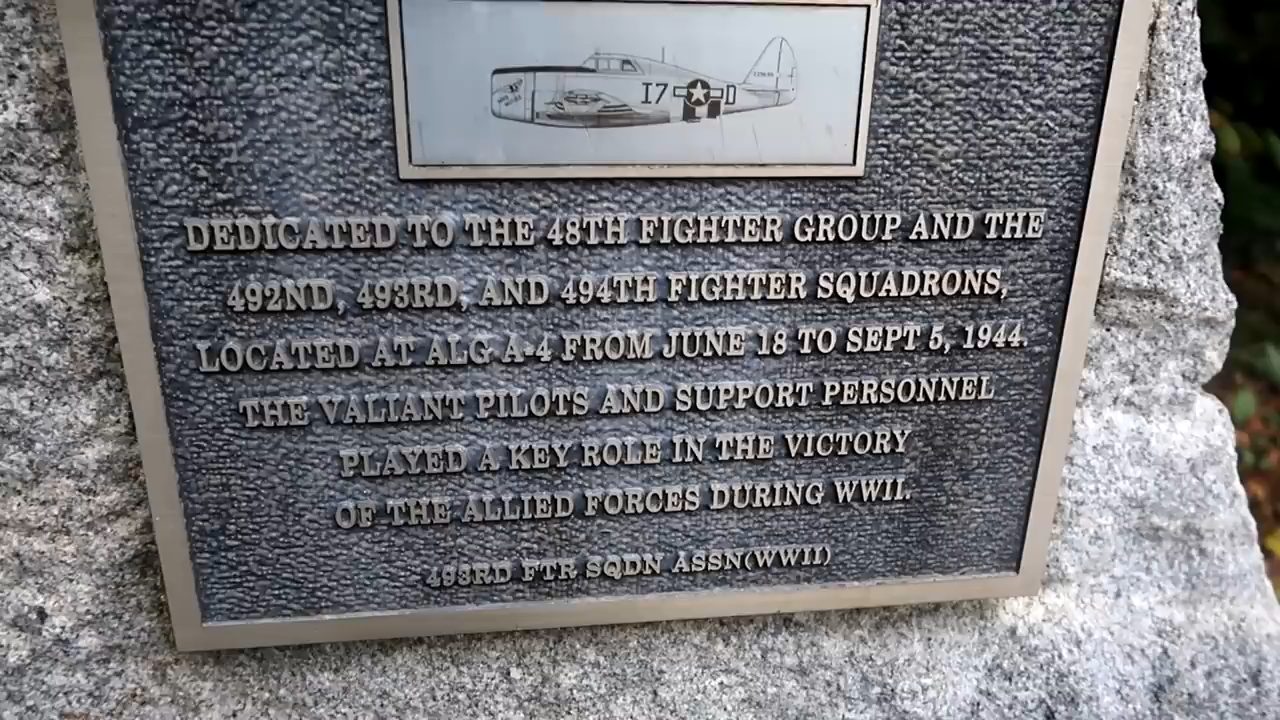 I7 D
DEDICATED TO THE 48TH FIGHTER GROUP AND THE
492ND, 493RD, AND 494TH FIGHTER SQUADRONS,
LOCATED AT ALG A-4 FROM JUNE 18 TO SEPT 5, 1944.
THE VALIANT PILOTS AND SUPPORT PERSONNEL
PLAYED A KEY ROLE IN THE VICTORY
OF THE ALLIED FORCES DURING WWII.
493RD FTR SQDN ASSN(WWII)